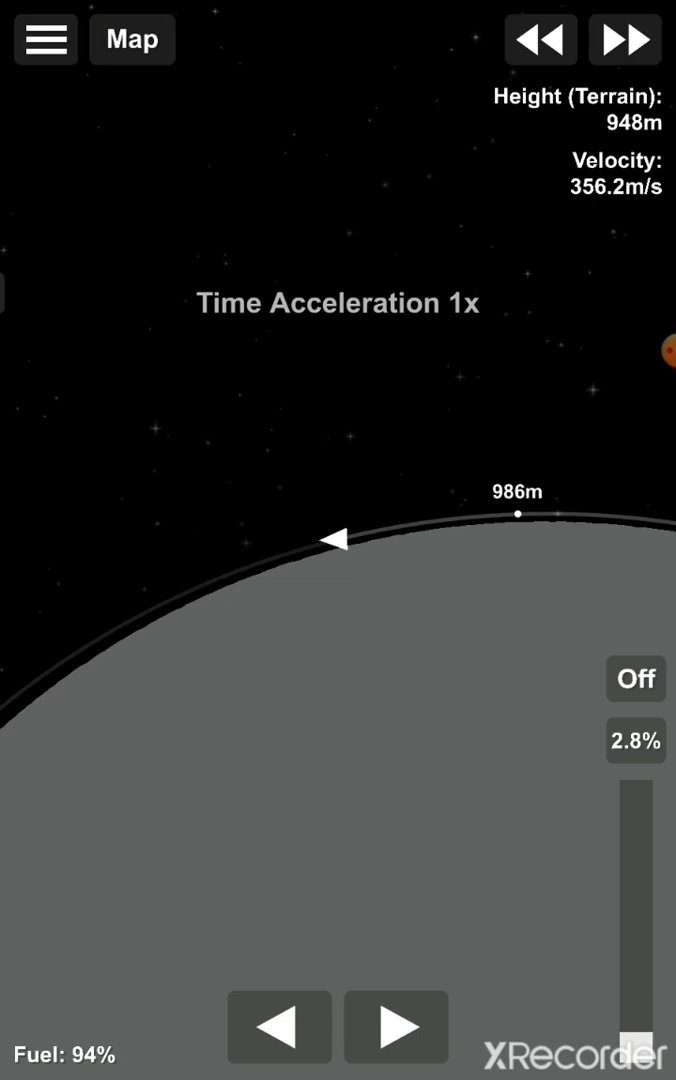 Map
Height (Terrain):
948m
Velocity:
356.2m/s
Time Acceleration 1x
986m
Off
2.8%
Fuel: 94%
XRecorder